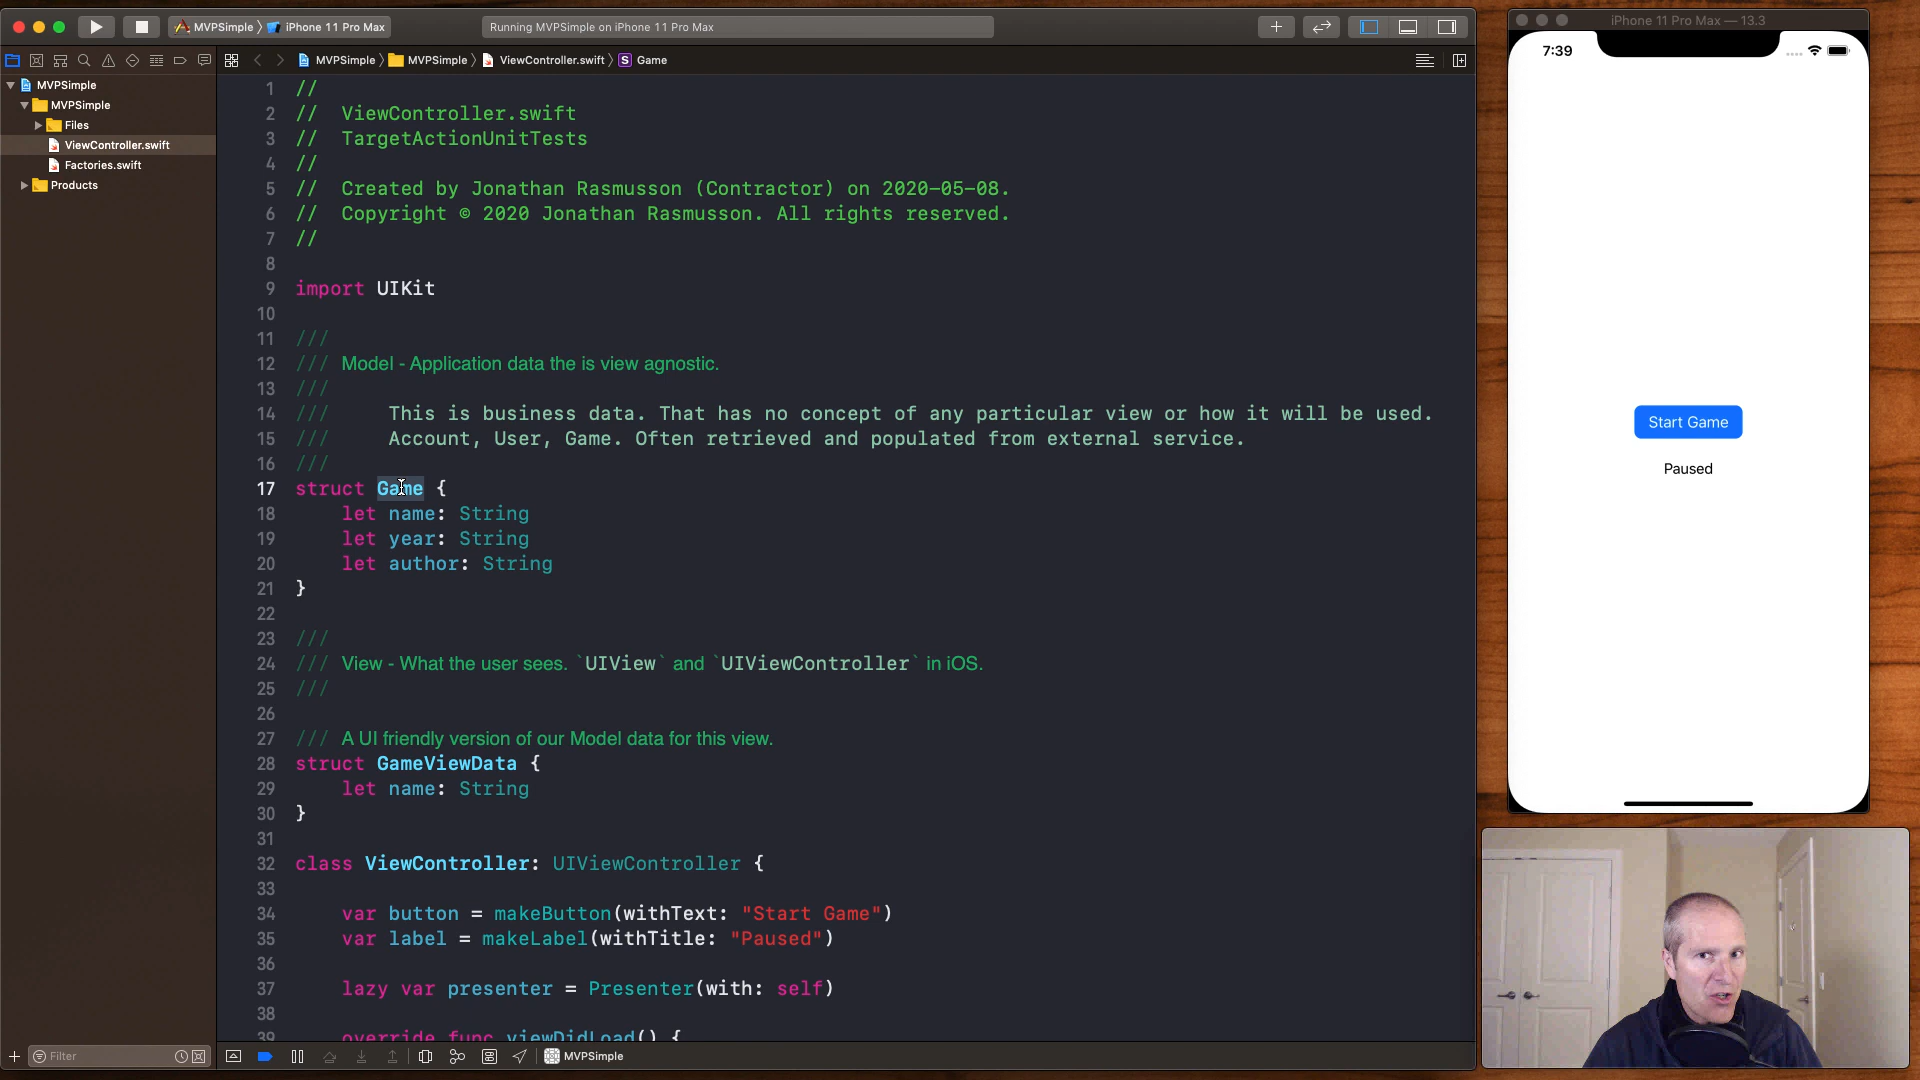 MVPSimple 〉 iPhone 11 Pro Max
Running MVPSimple on iPhone 11 Pro Max
iPhone 11 Pro Max — 13.3
MVPSimple 〉 MVPSimple 〉 ViewController.swift 〉 S Game
MVPSimple
MVPSimple
Files
ViewController.swift
Factories.swift
Products
1 //
2 //  ViewController.swift
3 //  TargetActionUnitTests
4 //
5 //  Created by Jonathan Rasmusson (Contractor) on 2020-05-08.
6 //  Copyright © 2020 Jonathan Rasmusson. All rights reserved.
7 //
8
9 import UIKit
10
11 ///
12 /// Model - Application data the is view agnostic.
13 ///
14 ///     This is business data. That has no concept of any particular view or how it will be used.
15 ///     Account, User, Game. Often retrieved and populated from external service.
16 ///
17 struct Game {
18     let name: String
19     let year: String
20     let author: String
21 }
22
23 ///
24 /// View - What the user sees. `UIView` and `UIViewController` in iOS.
25 ///
26
27 /// A UI friendly version of our Model data for this view.
28 struct GameViewData {
29     let name: String
30 }
31
32 class ViewController: UIViewController {
33
34     var button = makeButton(withText: "Start Game")
35     var label = makeLabel(withTitle: "Paused")
36
37     lazy var presenter = Presenter(with: self)
38
39     override func viewDidLoad() {
Filter
MVPSimple
7:39
Start Game
Paused